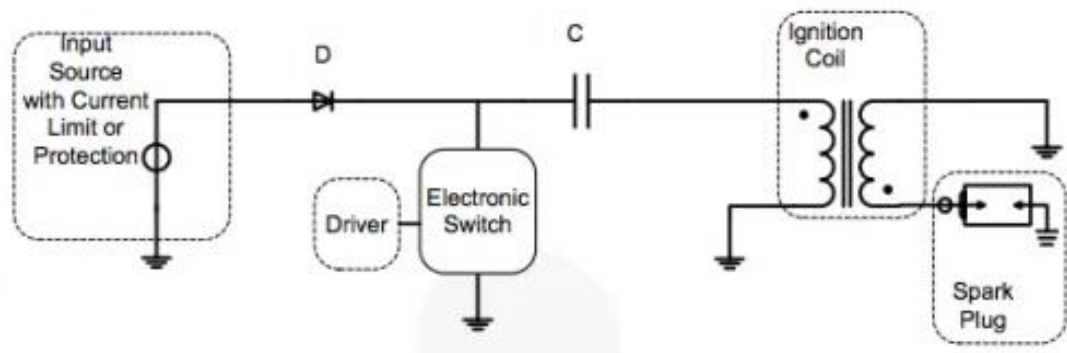 Input
Source
with Current
Limit or
Protection
D
C
Ignition
Coil
Driver
Electronic
Switch
Spark
Plug